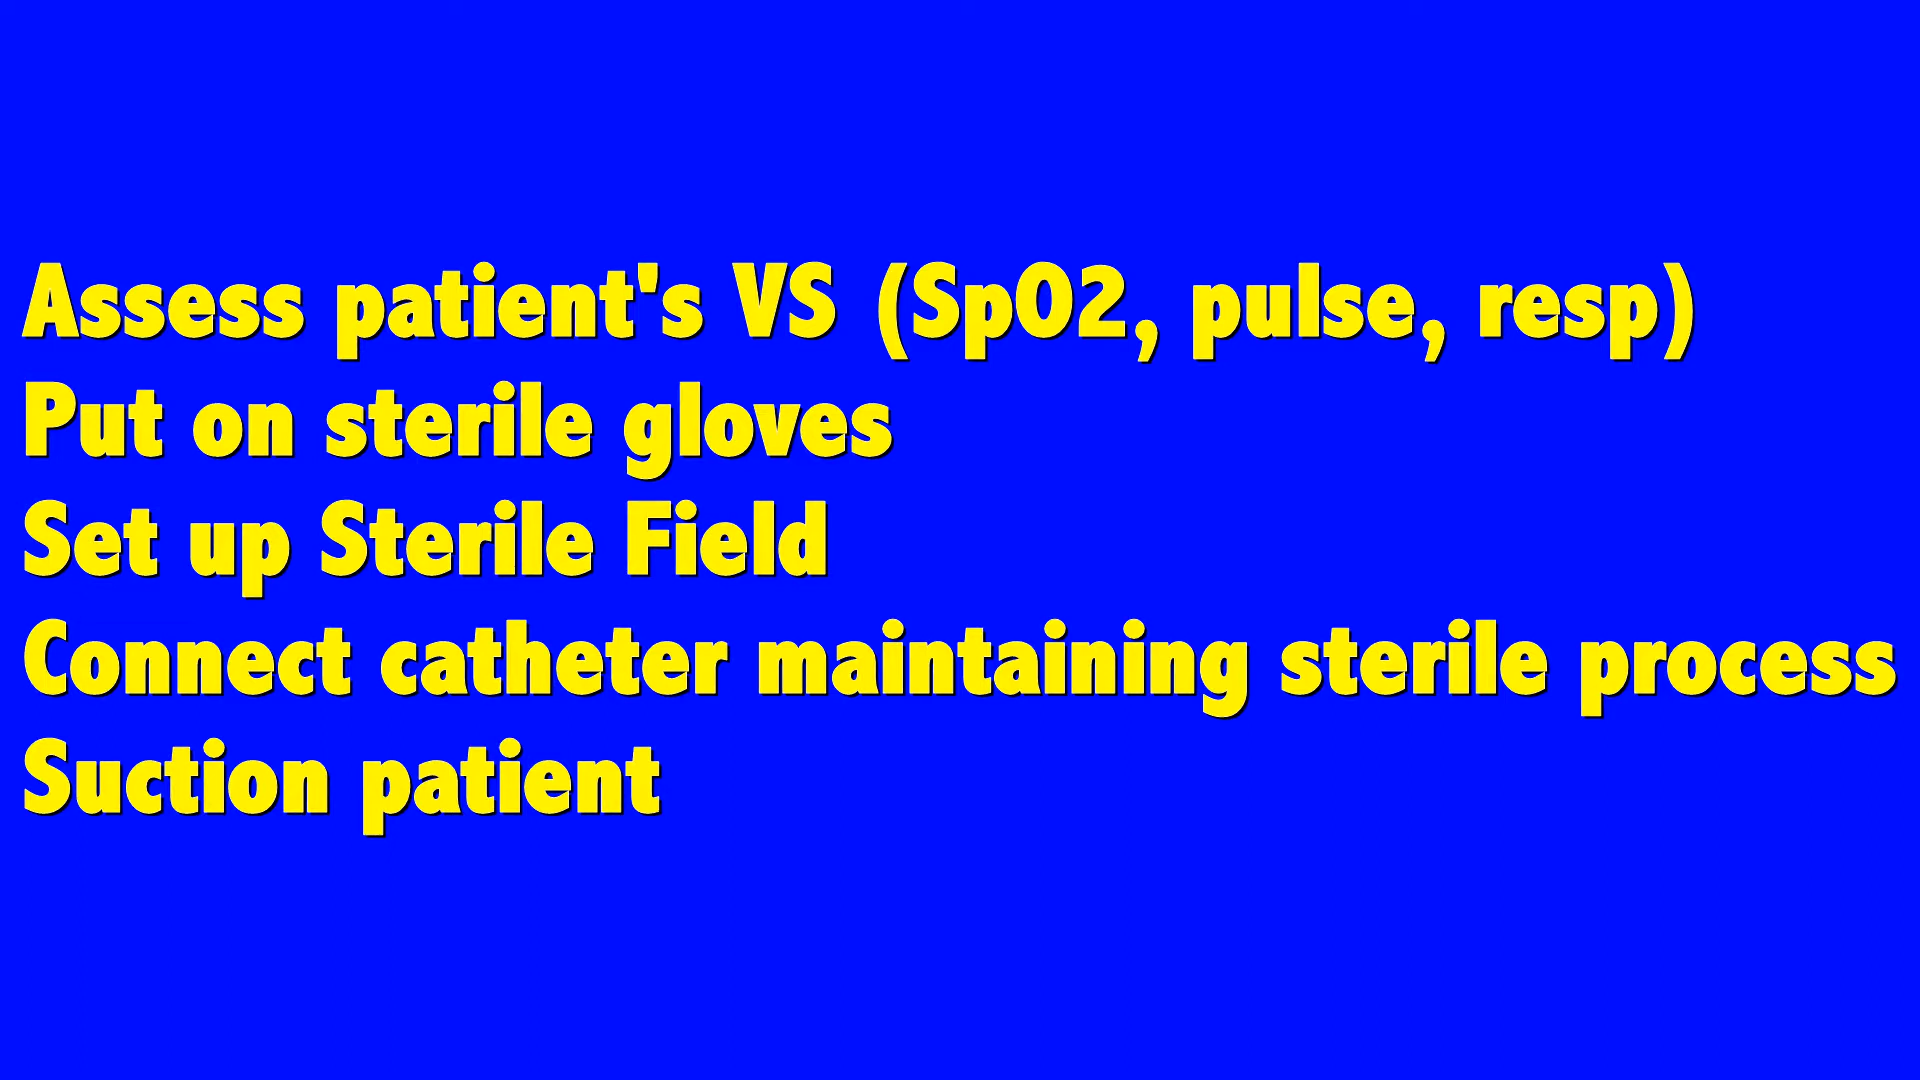 Assess patient's VS (SpO2, pulse, resp)
Put on sterile gloves
Set up Sterile Field
Connect catheter maintaining sterile process
Suction patient